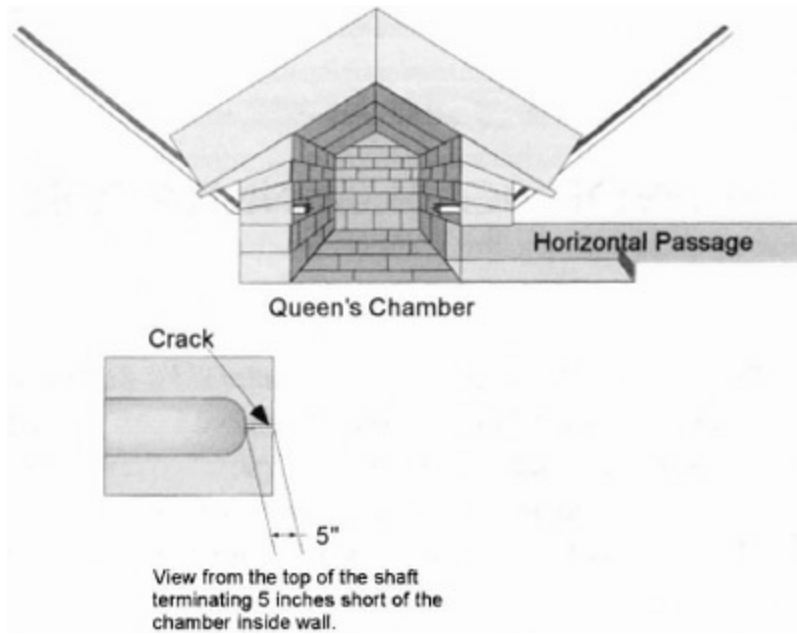 Horizontal Passage
Queen's Chamber
Crack
5"
View from the top of the shaft
terminating 5 inches short of the
chamber inside wall.